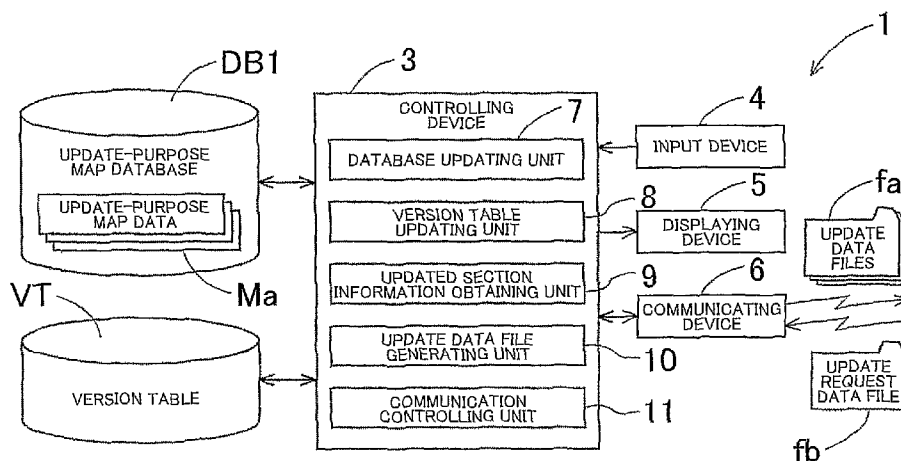 1
DB1
3
CONTROLLING
DEVICE
7
4
UPDATE-PURPOSE
MAP DATABASE
DATABASE UPDATING UNIT
INPUT DEVICE
UPDATE-PURPOSE
MAP DATA
8
5
fa
VERSION TABLE
UPDATING UNIT
DISPLAYING
DEVICE
UPDATE
DATA
FILES
Ma
VT
UPDATED SECTION
INFORMATION OBTAINING UNIT
9
6
COMMUNICATING
DEVICE
UPDATE DATA FILE
GENERATING UNIT
10
VERSION TABLE
COMMUNICATION
CONTROLLING UNIT
11
UPDATE
REQUEST
DATA FILE
fb